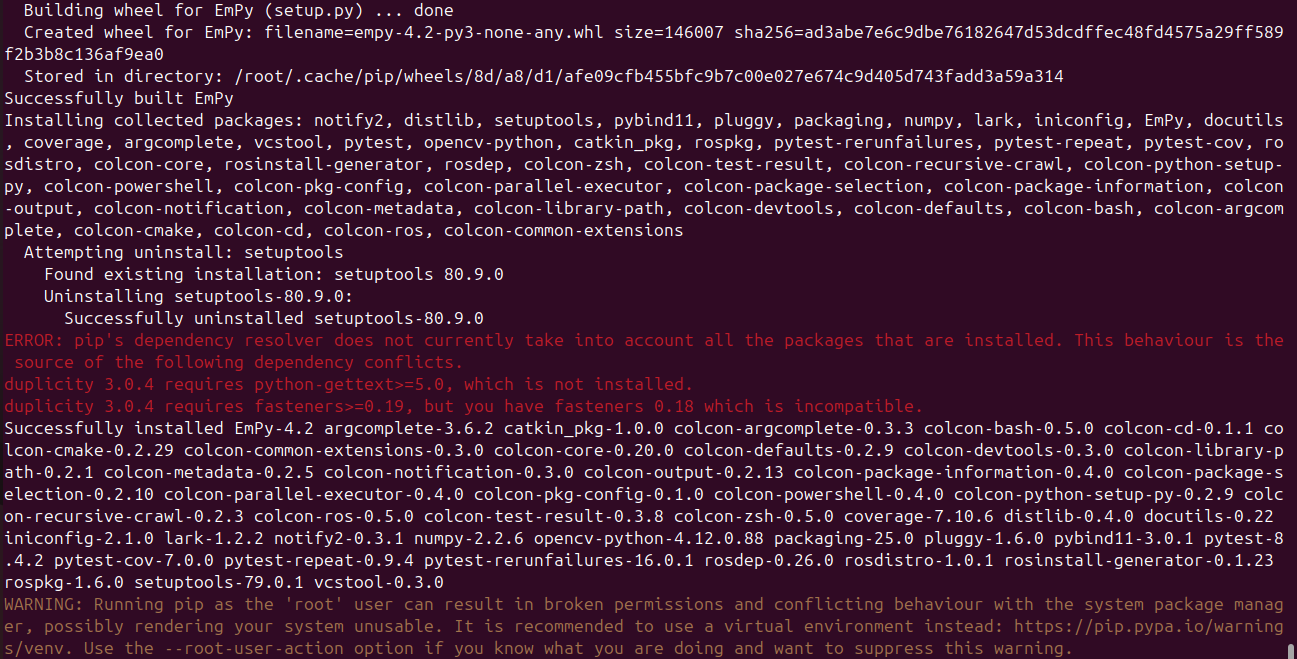 Building wheel for EmPy (setup.py) ... done
Created wheel for EmPy: filename=empy-4.2-py3-none-any.whl size=146007 sha256=ad3abe7e6c9dbe76182647d53dcdffec48fd4575a29ff589
f2b3b8c136af9ea0
Stored in directory: /root/.cache/pip/wheels/8d/a8/d1/afe09cfb455bfc9b7c00e027e674c9d405d743fadd3a59a314
Successfully built EmPy
Installing collected packages: notify2, distlib, setuptools, pybind11, pluggy, packaging, numpy, lark, iniconfig, EmPy, docutils
, coverage, argcomplete, vcstool, pytest, opencv-python, catkin_pkg, rospkg, pytest-rerunfailures, pytest-repeat, pytest-cov, ro
sdistro, colcon-core, rosinstall-generator, rosdep, colcon-zsh, colcon-test-result, colcon-recursive-crawl, colcon-python-setup-
py, colcon-powershell, colcon-pkg-config, colcon-parallel-executor, colcon-package-selection, colcon-package-information, colcon
-output, colcon-notification, colcon-metadata, colcon-library-path, colcon-devtools, colcon-defaults, colcon-bash, colcon-argcom
plete, colcon-cmake, colcon-cd, colcon-ros, colcon-common-extensions
Attempting uninstall: setuptools
Found existing installation: setuptools 80.9.0
Uninstalling setuptools-80.9.0:
Successfully uninstalled setuptools-80.9.0
ERROR: pip's dependency resolver does not currently take into account all the packages that are installed. This behaviour is the
source of the following dependency conflicts.
duplicity 3.0.4 requires python-gettext>=5.0, which is not installed.
duplicity 3.0.4 requires fasteners>=0.19, but you have fasteners 0.18 which is incompatible.
Successfully installed EmPy-4.2 argcomplete-3.6.2 catkin_pkg-1.0.0 colcon-argcomplete-0.3.3 colcon-bash-0.5.0 colcon-cd-0.1.1 co
lcon-cmake-0.2.29 colcon-common-extensions-0.3.0 colcon-core-0.20.0 colcon-defaults-0.2.9 colcon-devtools-0.3.0 colcon-library-p
ath-0.2.1 colcon-metadata-0.2.5 colcon-notification-0.3.0 colcon-output-0.2.13 colcon-package-information-0.4.0 colcon-package-s
election-0.2.10 colcon-parallel-executor-0.4.0 colcon-pkg-config-0.1.0 colcon-powershell-0.4.0 colcon-python-setup-py-0.2.9 colc
on-recursive-crawl-0.2.3 colcon-ros-0.5.0 colcon-test-result-0.3.8 colcon-zsh-0.5.0 coverage-7.10.6 distlib-0.4.0 docutils-0.22
iniconfig-2.1.0 lark-1.2.2 notify2-0.3.1 numpy-2.2.6 opencv-python-4.12.0.88 packaging-25.0 pluggy-1.6.0 pybind11-3.0.1 pytest-8
.4.2 pytest-cov-7.0.0 pytest-repeat-0.9.4 pytest-rerunfailures-16.0.1 rosdep-0.26.0 rosdistro-1.0.1 rosinstall-generator-0.1.23
rospkg-1.6.0 setuptools-79.0.1 vcstool-0.3.0
WARNING: Running pip as the 'root' user can result in broken permissions and conflicting behaviour with the system package manag
er, possibly rendering your system unusable. It is recommended to use a virtual environment instead: https://pip.pypa.io/warning
s/venv. Use the --root-user-action option if you know what you are doing and want to suppress this warning.